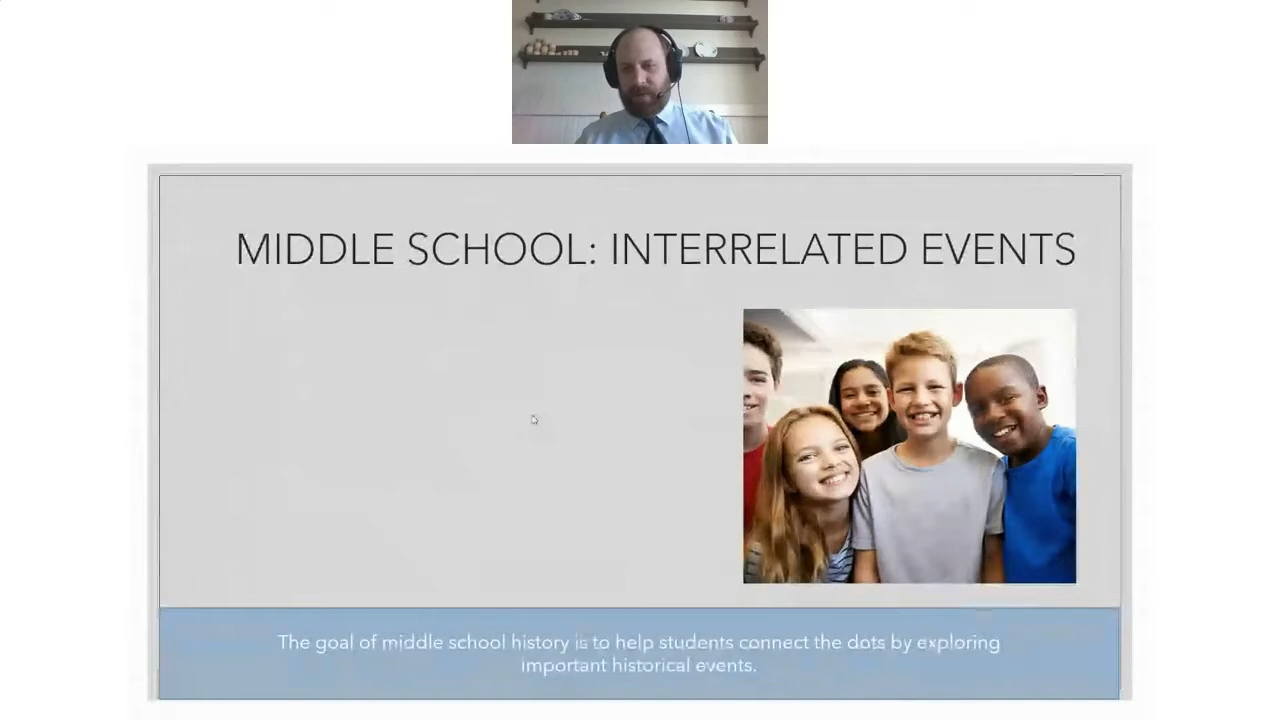 MIDDLE SCHOOL: INTERRELATED EVENTS
The goal of middle school history is to help students connect the dots by exploring
important historical events.